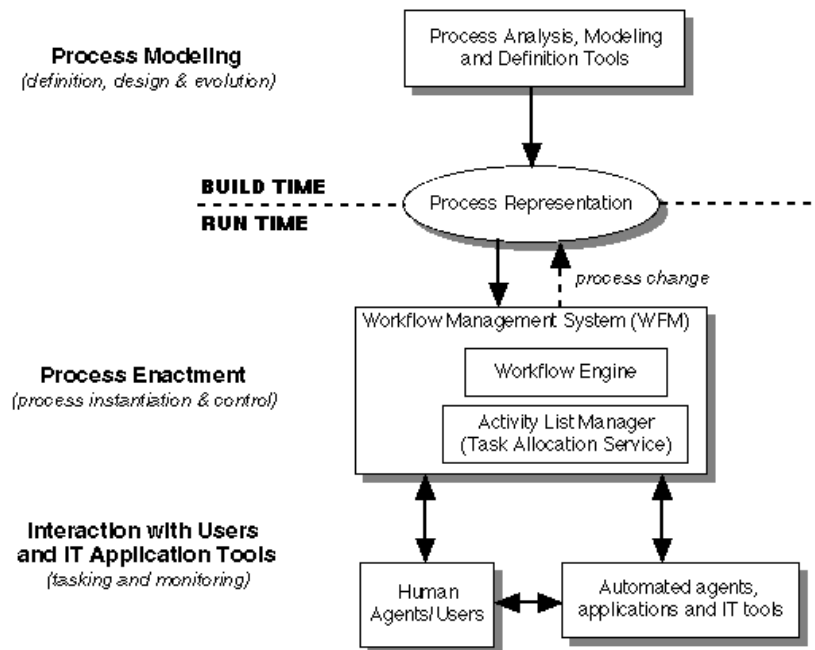 Process Modeling
(definition, design & evolution)
Process Analysis, Modeling
and Definition Tools
BUILD TIME
RUN TIME
Process Representation
process change
Workflow Management System (WFM)
Workflow Engine
Activity List Manager
(Task Allocation Service)
Process Enactment
(process instantiation & control)
Interaction with Users
and IT Application Tools
(tasking and monitoring)
Human
Agents/Users
Automated agents,
applications and IT tools